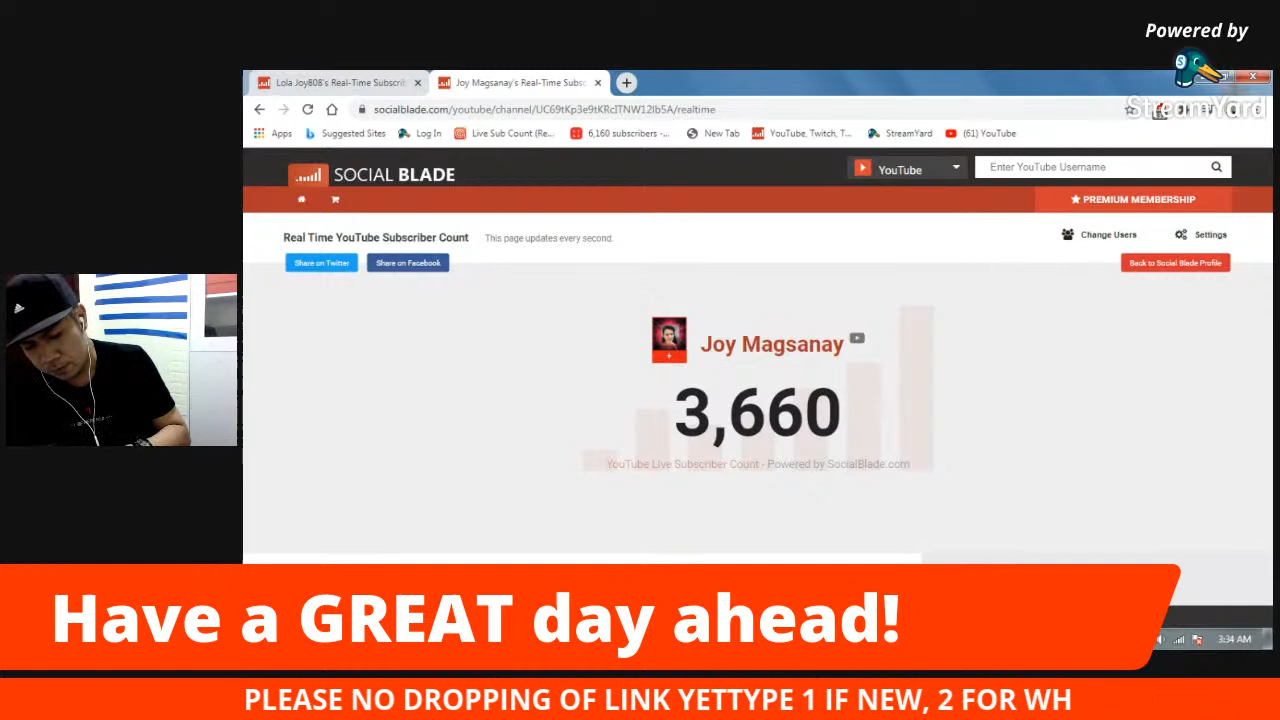 Powered by
StreamYard
Lola Joy808's Real-Time Subscrib
Joy Magsanay's Real-Time Subsc
socialblade.com/youtube/channel/UC69tKp3e9tKRcITNW12Ib5A/realtime
Apps
Suggested Sites
Log In
Live Sub Count (Re...
6,160 subscribers -...
New Tab
YouTube, Twitch, T...
StreamYard
(61) YouTube
SOCIAL BLADE
YouTube
Enter YouTube Username
PREMIUM MEMBERSHIP
Real Time YouTube Subscriber Count
This page updates every second.
Change Users
Settings
Share on Twitter
Share on Facebook
Back to Social Blade Profile
Joy Magsanay
3,660
YouTube Live Subscriber Count - Powered by SocialBlade.com
Have a GREAT day ahead!
3:34 AM
PLEASE NO DROPPING OF LINK YETTYPE 1 IF NEW, 2 FOR WH